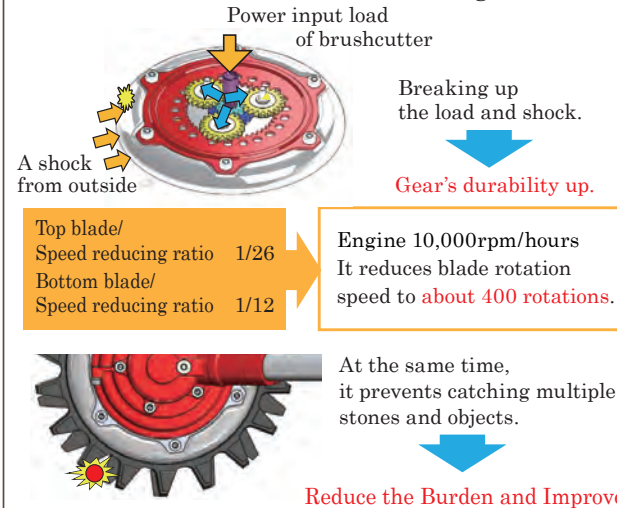 Power input load
of brushcutter
Breaking up
the load and shock.
A shock
from outside
Gear's durability up.
Top blade/
Speed reducing ratio 1/26
Bottom blade/
Speed reducing ratio 1/12
Engine 10,000rpm/hours
It reduces blade rotation
speed to about 400 rotations.
At the same time,
it prevents catching multiple
stones and objects.
Reduce the Burden and Improve